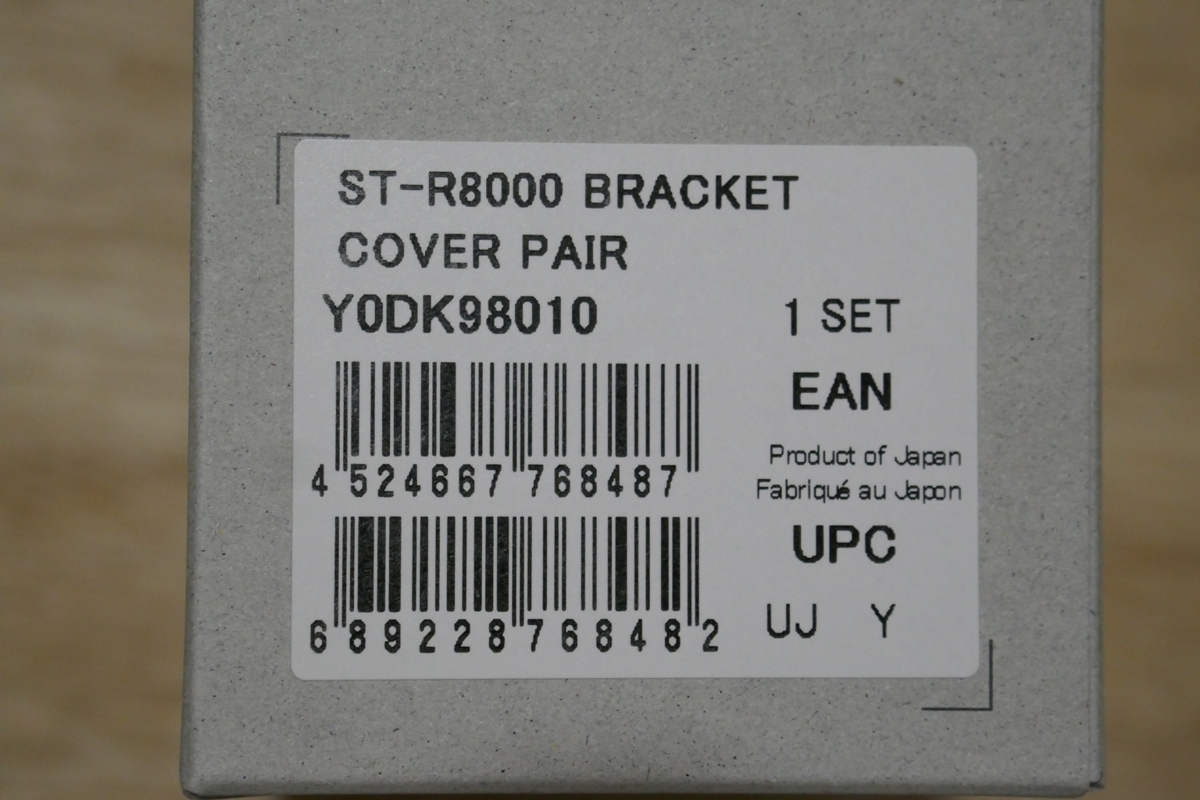 ST-R8000 BRACKET
COVER PAIR
Y0DK98010 1 SET
EAN
4 524667 768487
Product of Japan
Fabriqué au Japon
UPC
6 89228 76848 2
UJ Y